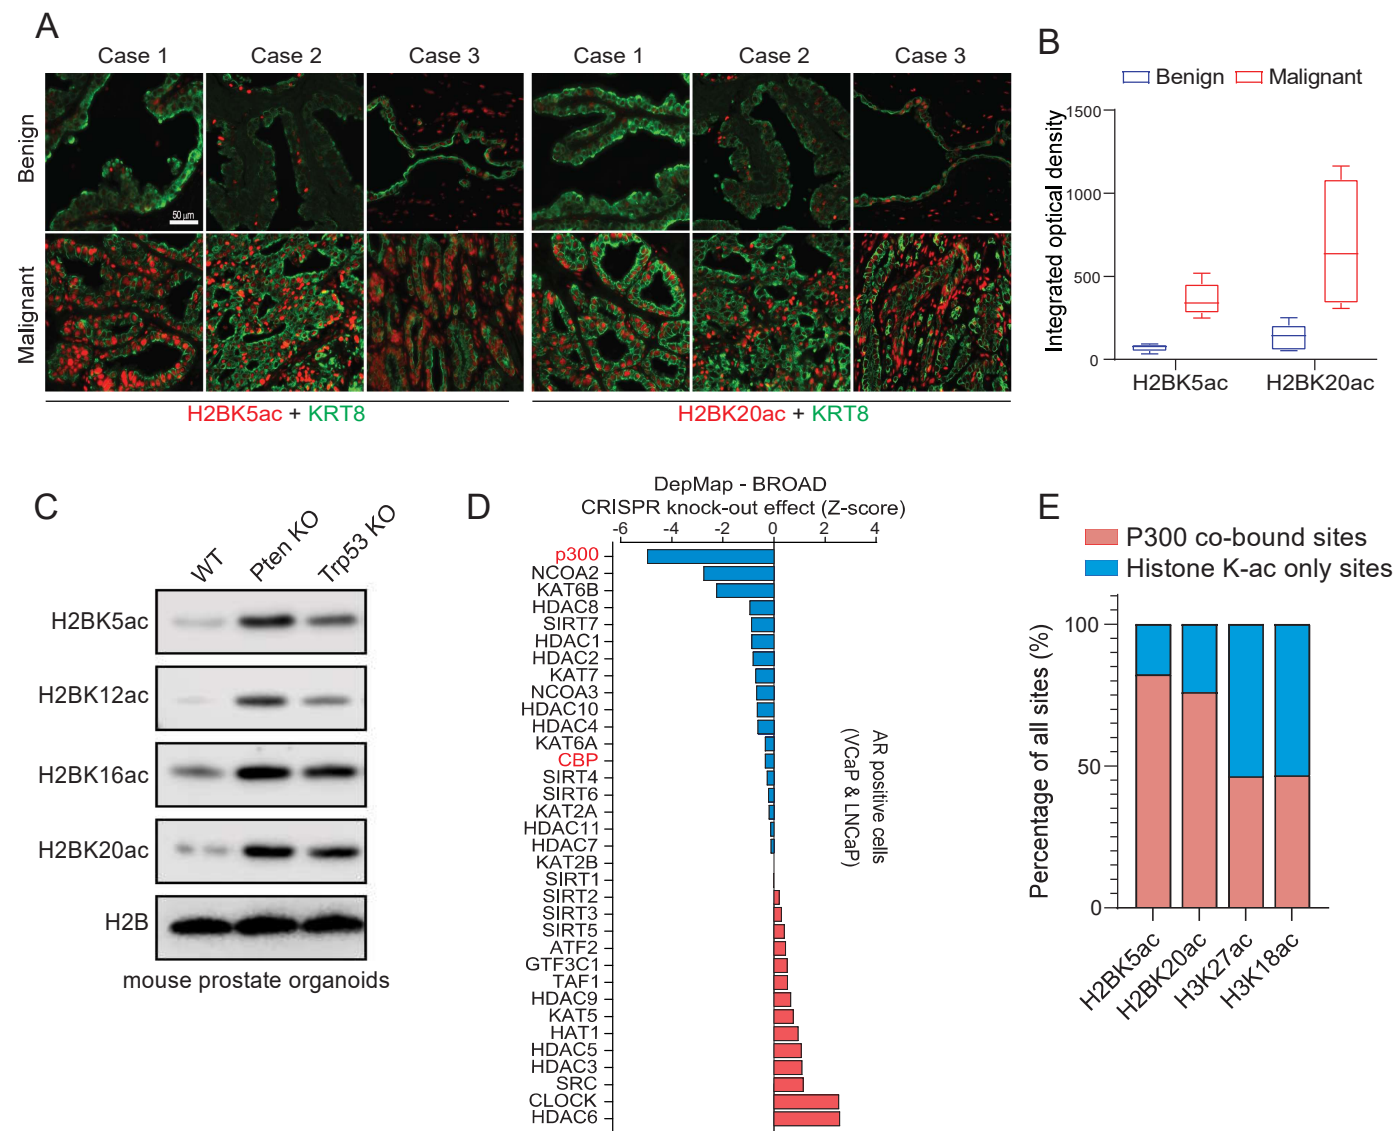 A
Case 1
Case 2
Case 3
Case 1
Case 2
Case 3
Benign
Malignant
50 µm
H2BK5ac + KRT8
H2BK20ac + KRT8
B
Benign
Malignant
Integrated optical density
1500
1000
500
0
H2BK5ac
H2BK20ac
C
WT
Pten KO
Trp53 KO
H2BK5ac
H2BK12ac
H2BK16ac
H2BK20ac
H2B
mouse prostate organoids
D
DepMap - BROAD
CRISPR knock-out effect (Z-score)
-6 -4 -2 0 2 4
p300
NCOA2
KAT6B
HDAC8
SIRT7
HDAC1
HDAC2
KAT7
NCOA3
HDAC10
HDAC4
KAT6A
CBP
SIRT4
SIRT6
KAT2A
HDAC11
HDAC7
KAT2B
SIRT1
SIRT2
SIRT3
SIRT5
ATF2
GTF3C1
TAF1
HDAC9
KAT5
HAT1
HDAC5
HDAC3
SRC
CLOCK
HDAC6
AR positive cells
(VCaP & LNCaP)
E
P300 co-bound sites
Histone K-ac only sites
Percentage of all sites (%)
100
50
0
H2BK5ac
H2BK20ac
H3K27ac
H3K18ac